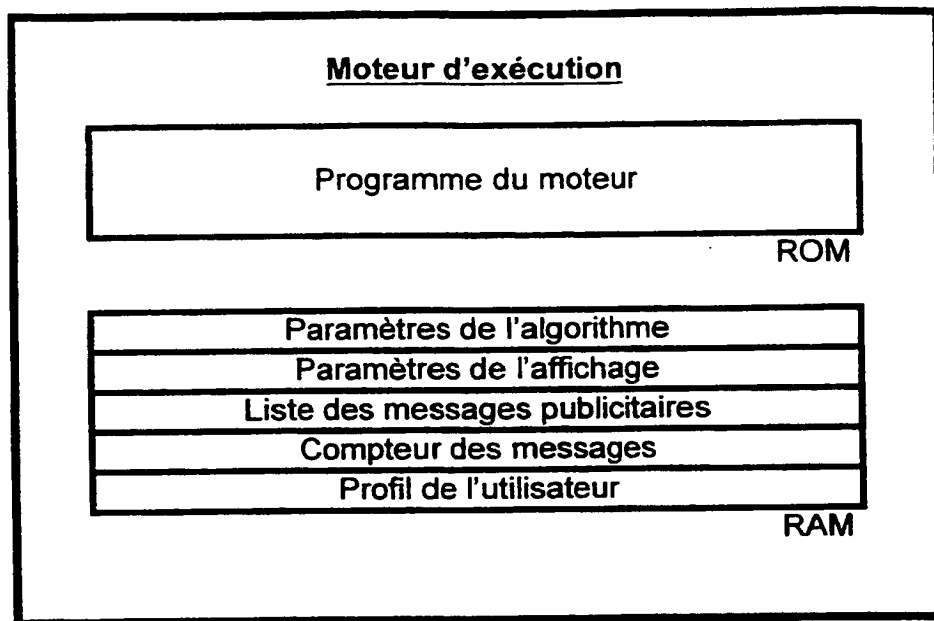 Moteur d'exécution
Programme du moteur
ROM
Paramètres de l'algorithme
Paramètres de l'affichage
Liste des messages publicitaires
Compteur des messages
Profil de l'utilisateur
RAM